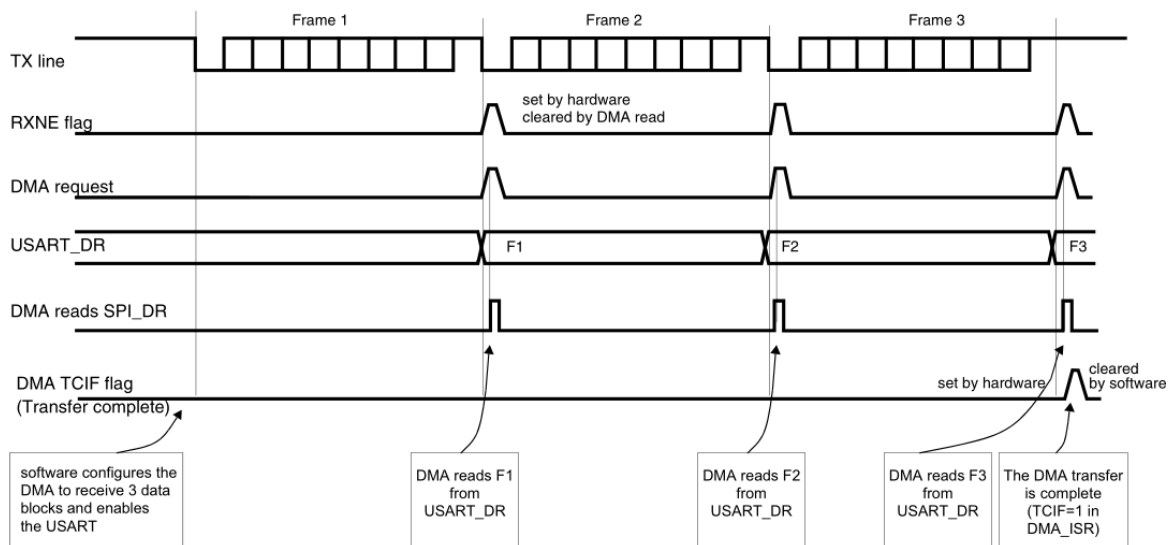 Frame 1
Frame 2
Frame 3
TX line
RXNE flag
set by hardware
cleared by DMA read
DMA request
USART_DR
F1
F2
F3
DMA reads SPI_DR
DMA TCIF flag
(Transfer complete)
set by hardware
cleared
by software
software configures the
DMA to receive 3 data
blocks and enables
the USART
DMA reads F1
from
USART_DR
DMA reads F2
from
USART_DR
DMA reads F3
from
USART_DR
The DMA transfer
is complete
(TCIF=1 in
DMA_ISR)